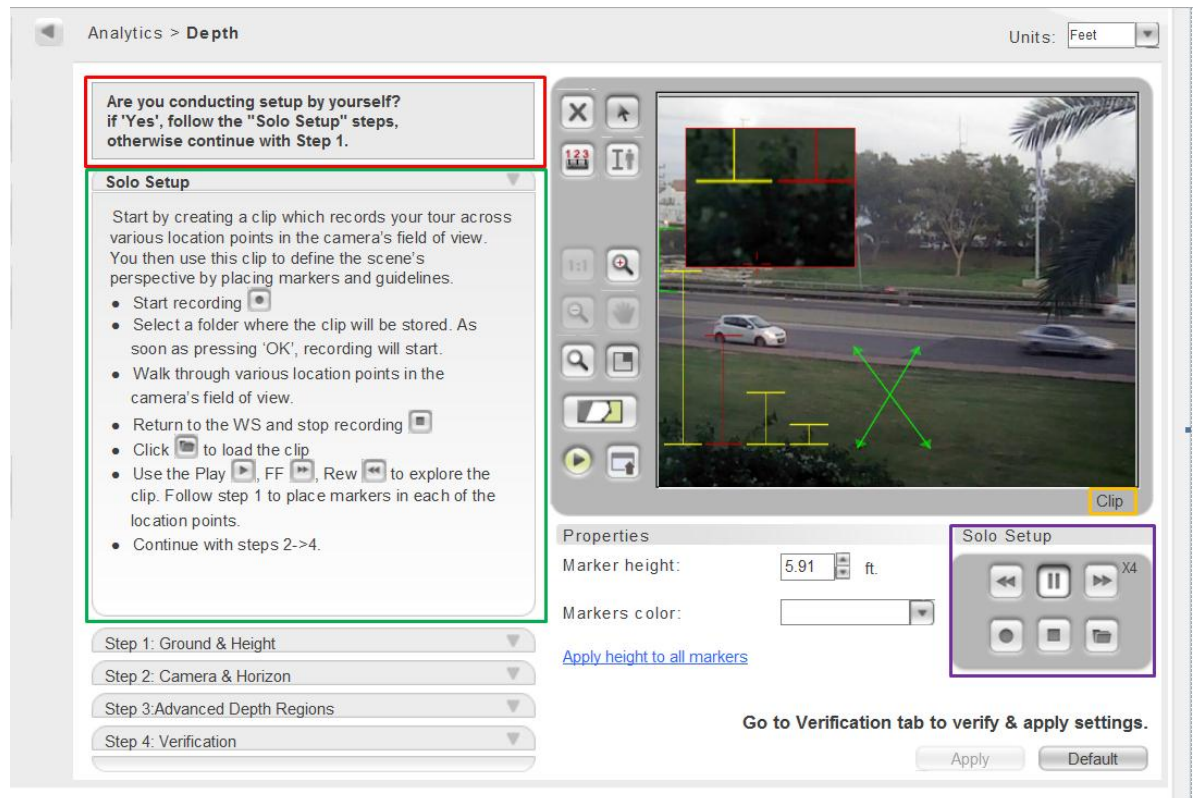 Analytics > Depth
Units: Feet
Are you conducting setup by yourself?
if 'Yes', follow the "Solo Setup" steps,
otherwise continue with Step 1.
Solo Setup
Start by creating a clip which records your tour across
various location points in the camera's field of view.
You then use this clip to define the scene's
perspective by placing markers and guidelines.
• Start recording
• Select a folder where the clip will be stored. As
soon as pressing 'OK', recording will start.
• Walk through various location points in the
camera's field of view.
• Return to the WS and stop recording
• Click to load the clip
• Use the Play , FF , Rew to explore the
clip. Follow step 1 to place markers in each of the
location points.
• Continue with steps 2->4.
Step 1: Ground & Height
Step 2: Camera & Horizon
Step 3:Advanced Depth Regions
Step 4: Verification
123
1:1
Clip
Properties
Marker height: 5.91 ft.
Markers color:
Apply height to all markers
Solo Setup
X4
Go to Verification tab to verify & apply settings.
Apply Default